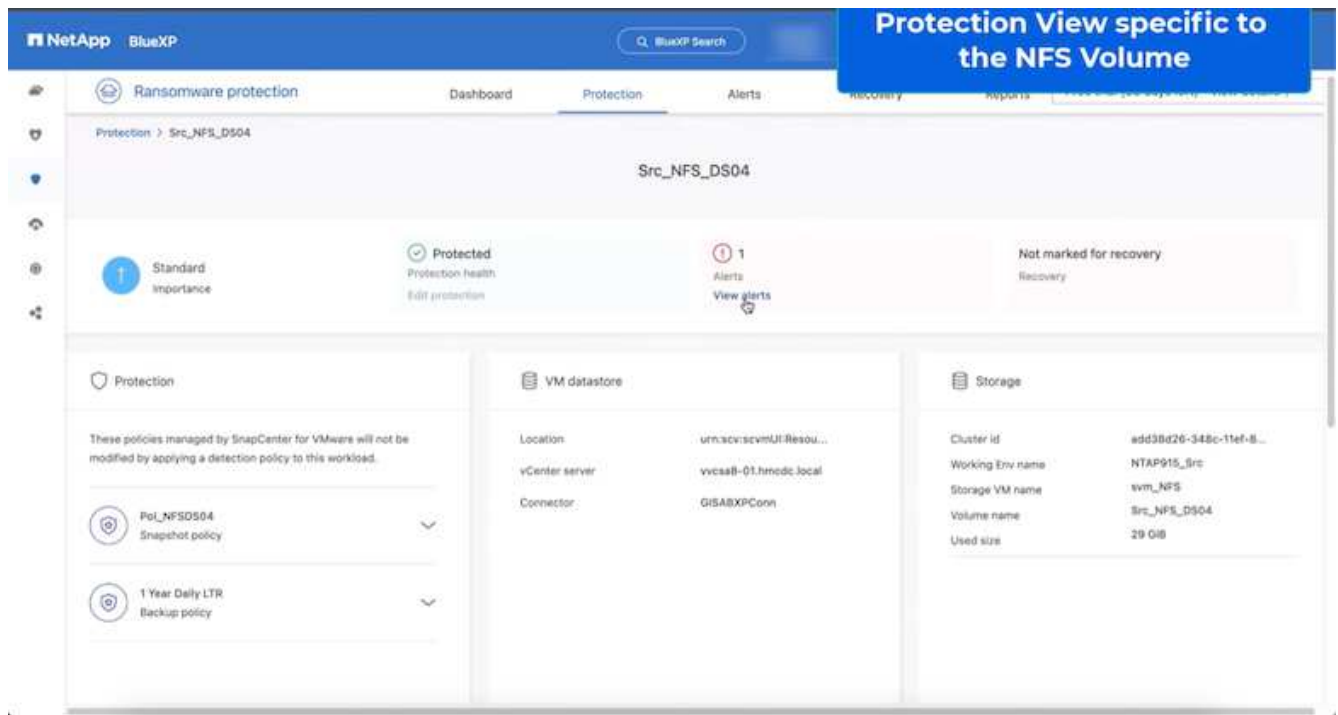 NetApp BlueXP
BlueXP Search
Protection View specific to
the NFS Volume
Ransomware protection
Dashboard
Protection
Alerts
Recovery
Reports
Protection > Src_NFS_DS04
Src_NFS_DS04
Standard
Importance
Protected
Protection health
Edit protection
1
Alerts
View alerts
Not marked for recovery
Recovery
Protection
These policies managed by SnapCenter for VMware will not be
modified by applying a detection policy to this workload.
Pol_NFSDS04
Snapshot policy
1 Year Daily LTR
Backup policy
VM datastore
Location urn:scv:scvmUI:Resou...
vCenter server vvcsa8-01.hmcdc.local
Connector GISABXPConn
Storage
Cluster id add38d26-348c-11ef-8...
Working Env name NTAP915_Src
Storage VM name svm_NFS
Volume name Src_NFS_DS04
Used size 29 GiB